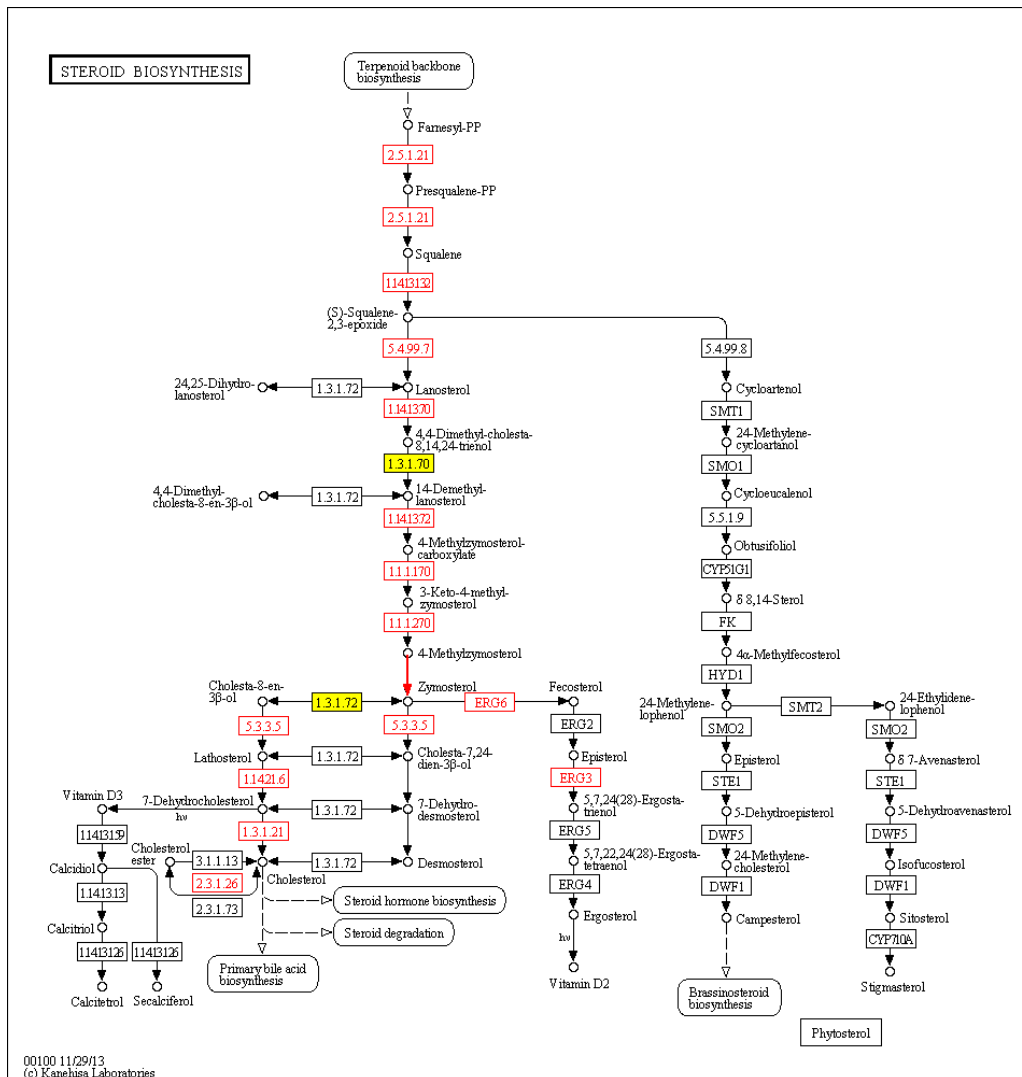 STEROID BIOSYNTHESIS
Terpenoid backbone
biosynthesis
Farnesyl-PP
2.5.1.21
Presqualene-PP
2.5.1.21
Squalene
1.14.13.132
(S)-Squalene-
2,3-epoxide
5.4.99.7
5.4.99.8
24,25-Dihydro-
lanosterol
1.3.1.72
Lanosterol
Cycloartenol
1.14.13.70
SMT1
4,4-Dimethyl-cholesta-
8,14,24-trienol
24-Methylene-
cycloartanol
1.3.1.70
SMO1
4,4-Dimethyl-
cholesta-8-en-3β-ol
1.3.1.72
14-Demethyl-
lanosterol
Cycloeucalenol
1.14.13.72
5.5.1.9
4-Methylzymosterol-
carboxylate
Obtusifoliol
1.1.1.170
CYP51G1
3-Keto-4-methyl-
zymosterol
δ 8,14-Sterol
1.1.1.270
FK
4-Methylzymosterol
4α-Methylfecosterol
HYD1
Cholesta-8-en-
3β-ol
1.3.1.72
Zymosterol
ERG6
Fecosterol
24-Methylene-
lophenol
SMT2
24-Ethylidene-
lophenol
5.3.3.5
5.3.3.5
ERG2
SMO2
SMO2
Lathosterol
1.3.1.72
Cholesta-7,24-
dien-3β-ol
Episterol
Episterol
δ 7-Avenasterol
1.14.21.6
ERG3
STE1
STE1
Vitamin D3
7-Dehydrocholesterol
hν
1.3.1.72
7-Dehydro-
desmosterol
5,7,24(28)-Ergosta-
trienol
5-Dehydroepisterol
5-Dehydroavenasterol
1.14.13.159
1.3.1.21
ERG5
DWF5
DWF5
Calcidiol
Cholesterol
ester
3.1.1.13
Cholesterol
1.3.1.72
Desmosterol
5,7,22,24(28)-Ergosta-
tetraenol
24-Methylene-
cholesterol
Isofucosterol
1.14.13.13
2.3.1.26
2.3.1.73
ERG4
DWF1
DWF1
Steroid hormone biosynthesis
Calcitriol
Ergosterol
Campesterol
Sitosterol
Steroid degradation
hν
CYP710A
1.14.13.126
1.14.13.126
Primary bile acid
biosynthesis
Calcitetrol
Secalciferol
Vitamin D2
Brassinosteroid
biosynthesis
Stigmasterol
Phytosterol
00100 11/29/13
(c) Kanehisa Laboratories